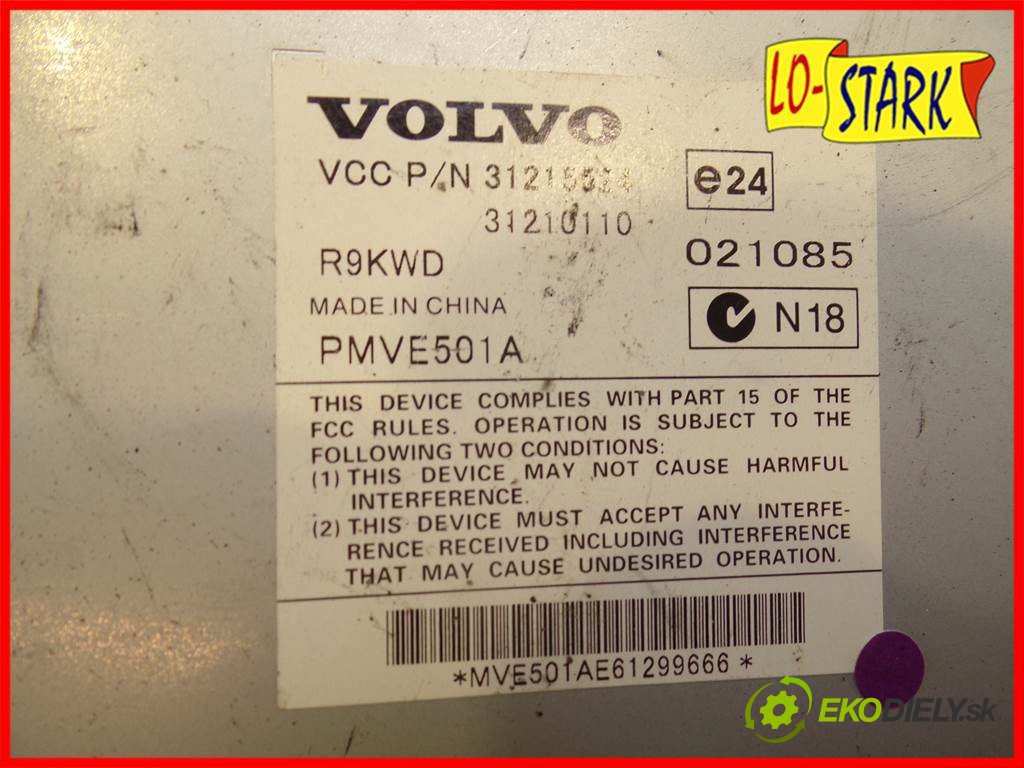 LO-STARK
VOLVO
VCC P/N 31215524
e24
31210110
R9KWD
021085
MADE IN CHINA
N18
PMVE501A
THIS DEVICE COMPLIES WITH PART 15 OF THE
FCC RULES. OPERATION IS SUBJECT TO THE
FOLLOWING TWO CONDITIONS:
(1) THIS DEVICE MAY NOT CAUSE HARMFUL
INTERFERENCE.
(2) THIS DEVICE MUST ACCEPT ANY INTERFE-
RENCE RECEIVED INCLUDING INTERFERENCE
THAT MAY CAUSE UNDESIRED OPERATION.
*MVE501AE61299666*
EKODIELY.sk